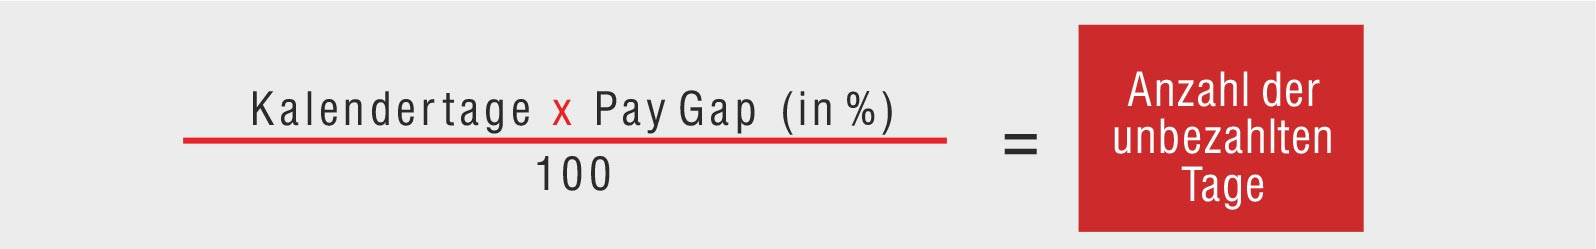 Kalendertage x Pay Gap (in %)
100
=
Anzahl der
unbezahlten
Tage